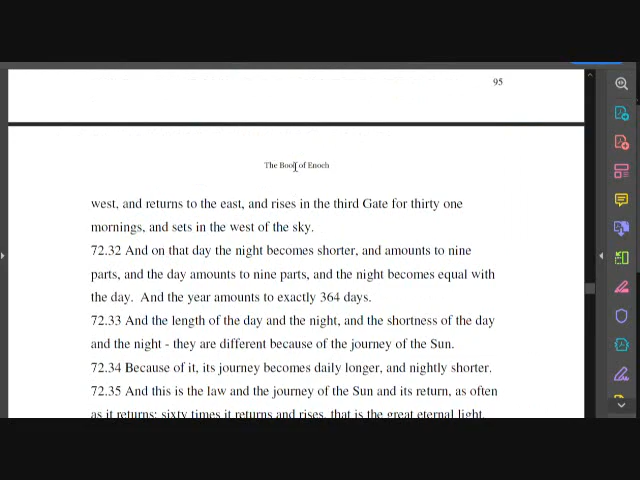 95
The Book of Enoch
west, and returns to the east, and rises in the third Gate for thirty one
mornings, and sets in the west of the sky.
72.32 And on that day the night becomes shorter, and amounts to nine
parts, and the day amounts to nine parts, and the night becomes equal with
the day.  And the year amounts to exactly 364 days.
72.33 And the length of the day and the night, and the shortness of the day
and the night - they are different because of the journey of the Sun.
72.34 Because of it, its journey becomes daily longer, and nightly shorter.
72.35 And this is the law and the journey of the Sun and its return, as often
as it returns; sixty times it returns and rises, that is the great eternal light,